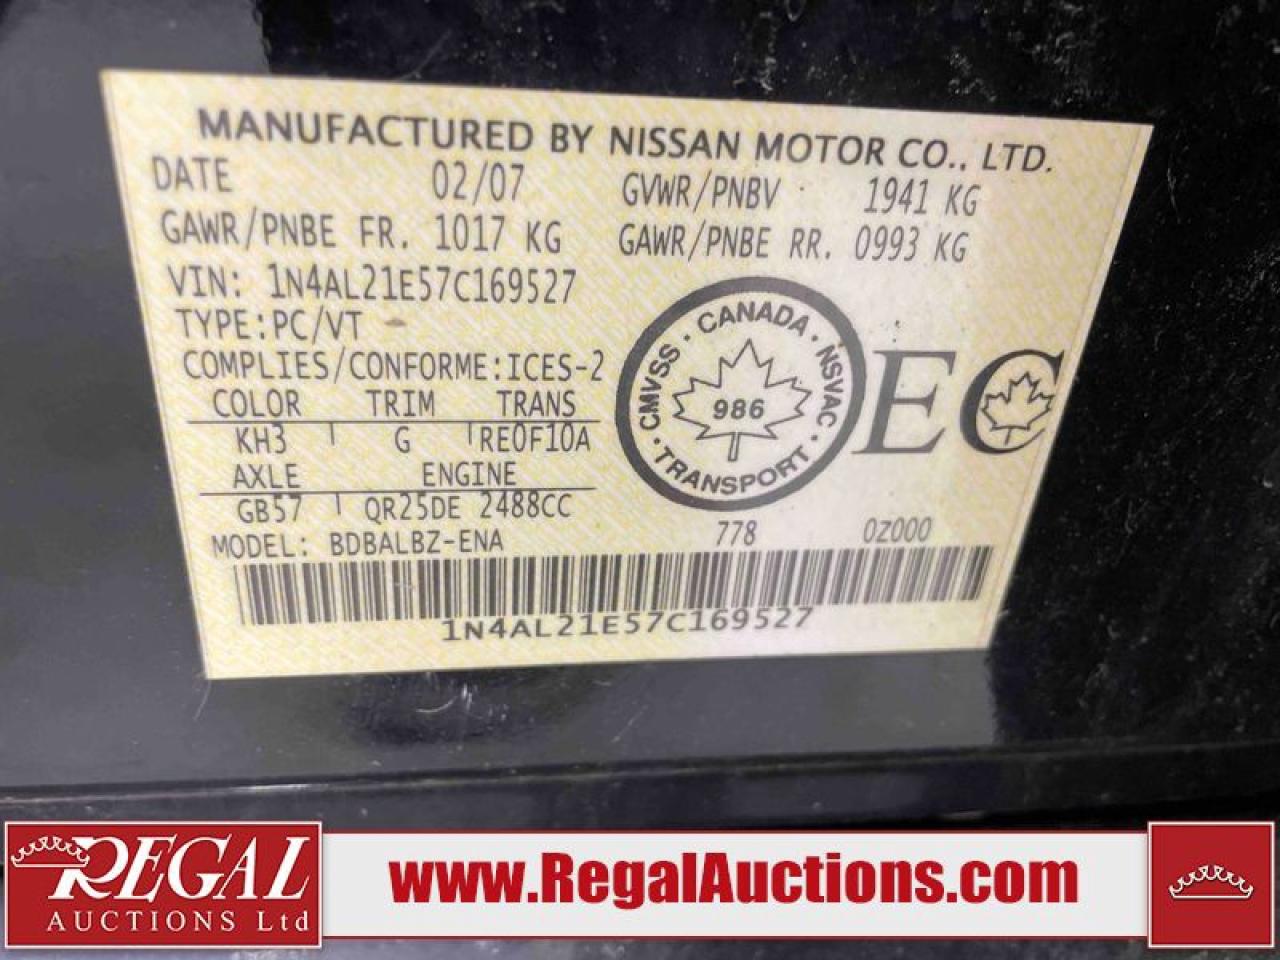 MANUFACTURED BY NISSAN MOTOR CO., LTD.
DATE 02/07 GVWR/PNBV 1941 KG
GAWR/PNBE FR. 1017 KG GAWR/PNBE RR. 0993 KG
VIN: 1N4AL21E57C169527
TYPE:PC/VT
COMPLIES/CONFORME:ICES-2
COLOR TRIM TRANS
KH3 G RE0F10A
AXLE ENGINE
GB57 QR25DE 2488CC
MODEL: BDBALBZ-ENA 778 0Z000
· CANADA · NSVAC · TRANSPORT · CMVSS
986
EC
1N4AL21E57C169527
REGAL
AUCTIONS Ltd
www.RegalAuctions.com